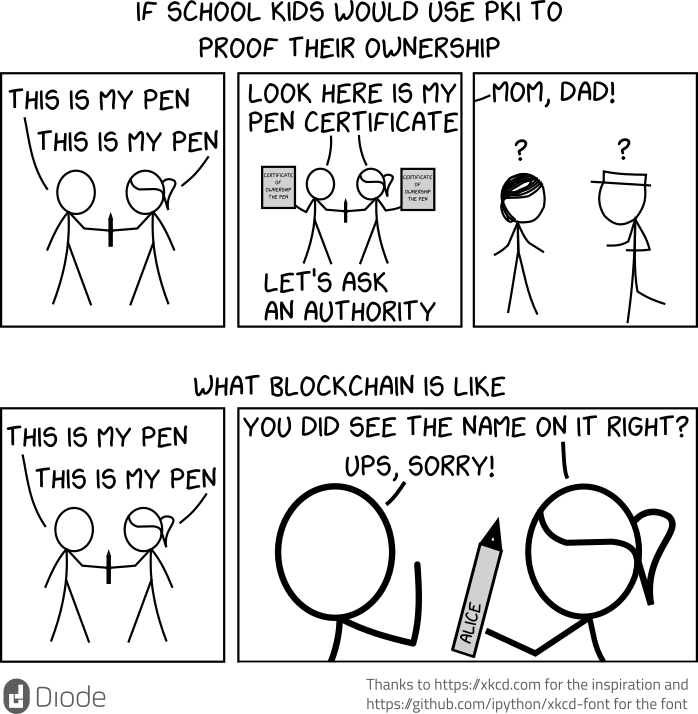 IF SCHOOL KIDS WOULD USE PKI TO
PROOF THEIR OWNERSHIP
THIS IS MY PEN
THIS IS MY PEN
LOOK HERE IS MY
PEN CERTIFICATE
CERTIFICATE
OF
OWNERSHIP
THE PEN
CERTIFICATE
OF
OWNERSHIP
THE PEN
LET'S ASK
AN AUTHORITY
MOM, DAD!
?
?
WHAT BLOCKCHAIN IS LIKE
THIS IS MY PEN
THIS IS MY PEN
YOU DID SEE THE NAME ON IT RIGHT?
UPS, SORRY!
ALICE
Diode
Thanks to https://xkcd.com for the inspiration and
https://github.com/ipython/xkcd-font for the font